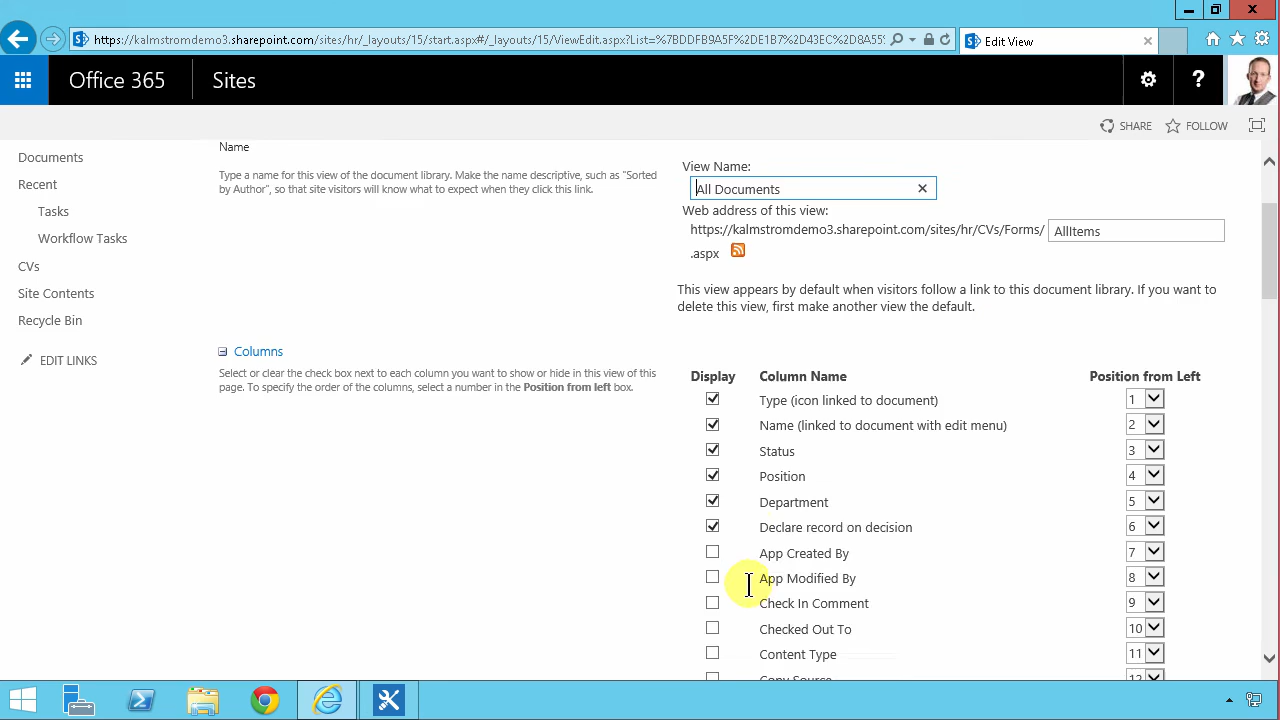 https://kalmstromdemo3.sharepoint.com/sites/hr/_layouts/15/start.aspx#/_layouts/15/ViewEdit.aspx?List=%7BDDFB9A5F%2DE1B7%2D43EC%2D8A55
Edit View
Office 365
Sites
?
SHARE
FOLLOW
Documents
Recent
Tasks
Workflow Tasks
CVs
Site Contents
Recycle Bin
EDIT LINKS
Name
Type a name for this view of the document library. Make the name descriptive, such as "Sorted
by Author", so that site visitors will know what to expect when they click this link.
View Name:
All Documents
Web address of this view:
https://kalmstromdemo3.sharepoint.com/sites/hr/CVs/Forms/ AllItems
.aspx
This view appears by default when visitors follow a link to this document library. If you want to
delete this view, first make another view the default.
Columns
Select or clear the check box next to each column you want to show or hide in this view of this
page. To specify the order of the columns, select a number in the Position from left box.
Display Column Name Position from Left
Type (icon linked to document) 1
Name (linked to document with edit menu) 2
Status 3
Position 4
Department 5
Declare record on decision 6
App Created By 7
App Modified By 8
Check In Comment 9
Checked Out To 10
Content Type 11
Copy Source 12